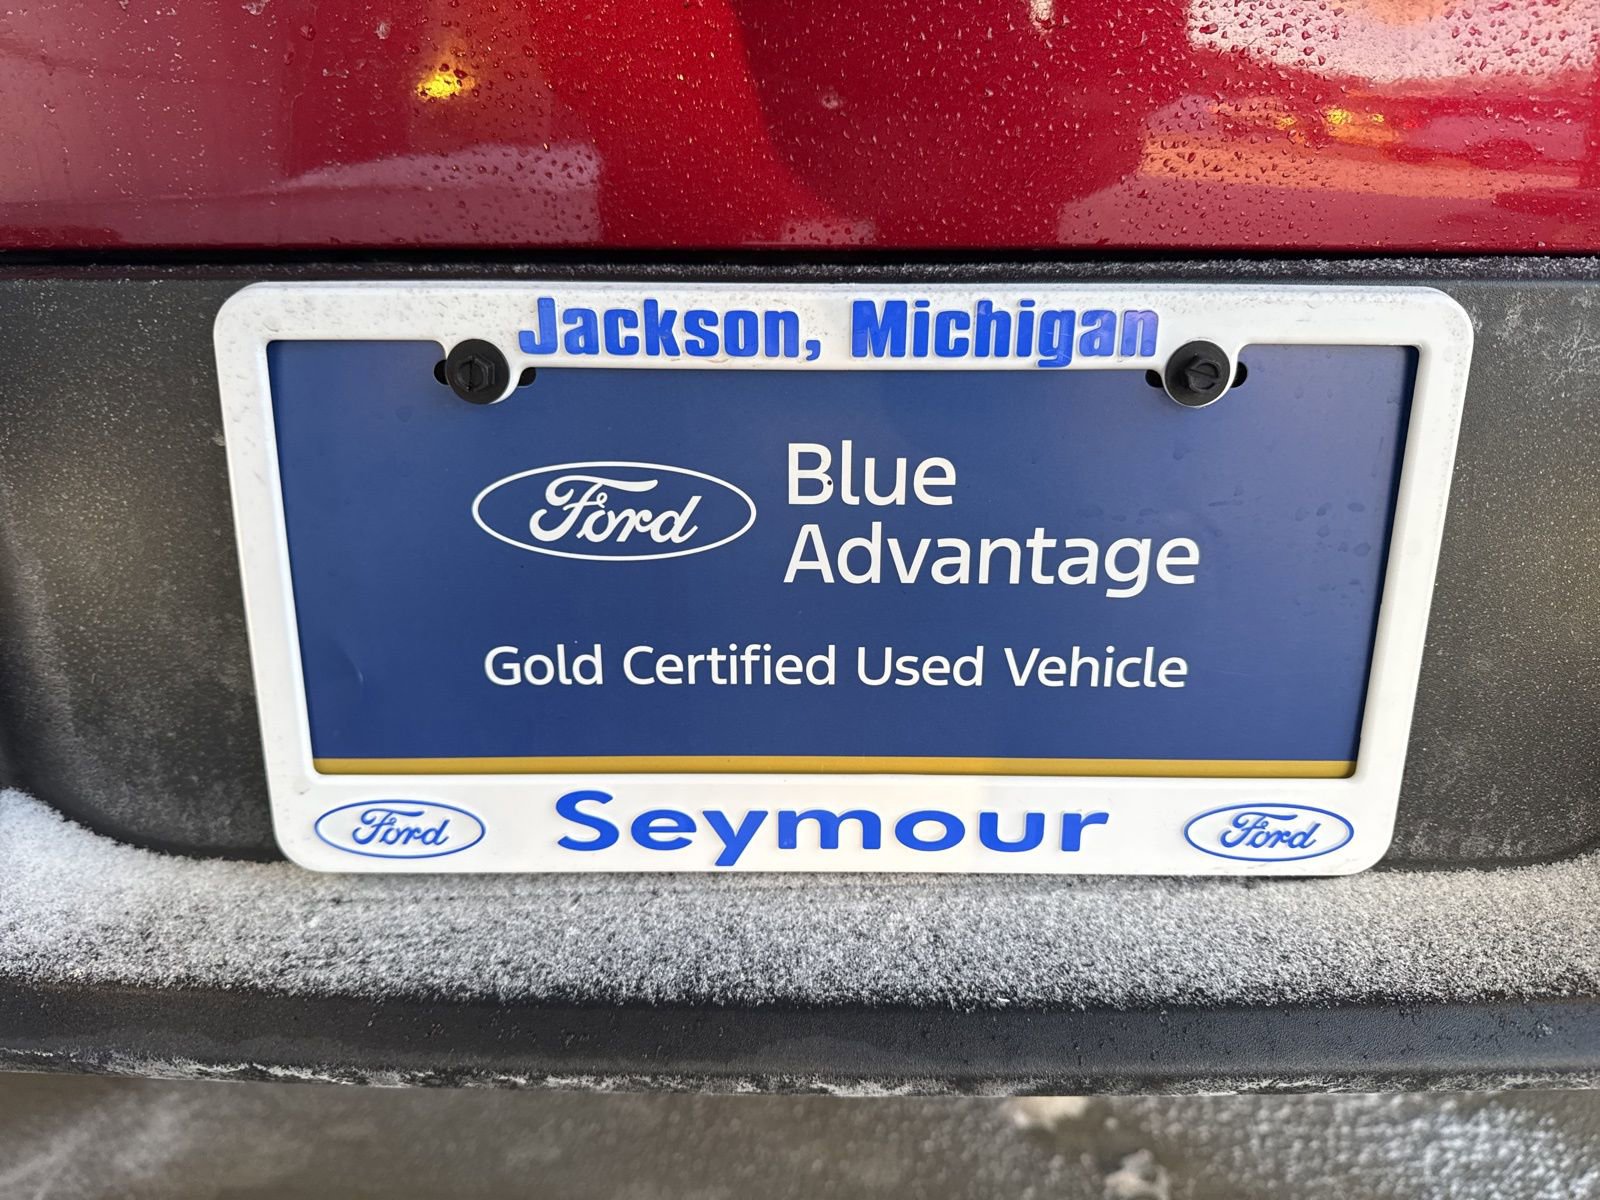 Jackson, Michigan
Ford
Blue
Advantage
Gold Certified Used Vehicle
Ford
Seymour
Ford